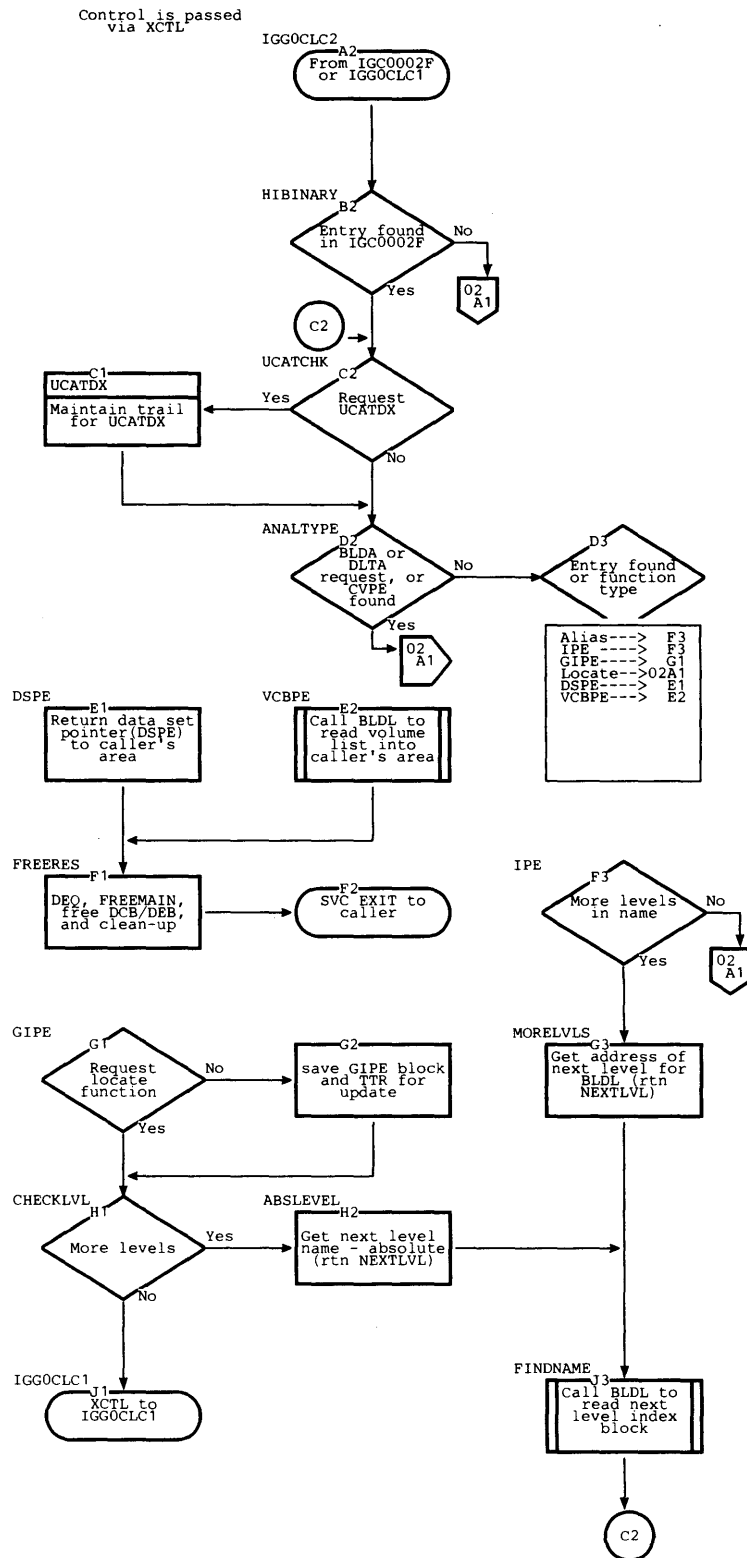 Control is passed
via XCTL
IGG0CLC2
A2
From IGC0002F
or IGG0CLC1
HIBINARY
B2
Entry found
in IGC0002F
No
02
A1
Yes
C2
UCATCHK
C1
UCATDX
Maintain trail
for UCATDX
Yes
C2
Request
UCATDX
No
ANALTYPE
D2
BLDA or
DLTA
request, or
CVPE
found
No
Yes
02
A1
D3
Entry found
or function
type
Alias---> F3
IPE ----> F3
GIPE----> G1
Locate-->02A1
DSPE----> E1
VCBPE---> E2
DSPE
E1
Return data set
pointer(DSPE)
to caller's
area
VCBPE
E2
Call BLDL to
read volume
list into
caller's area
FREERES
F1
DEQ, FREEMAIN,
free DCB/DEB,
and clean-up
F2
SVC EXIT to
caller
IPE
F3
More levels
in name
No
02
A1
Yes
GIPE
G1
Request
locate
function
No
Yes
G2
save GIPE block
and TTR for
update
MORELVLS
G3
Get address of
next level for
BLDL (rtn
NEXTLVL)
CHECKLVL
H1
More levels
Yes
No
ABSLEVEL
H2
Get next level
name - absolute
(rtn NEXTLVL)
IGG0CLC1
J1
XCTL to
IGG0CLC1
FINDNAME
J3
Call BLDL to
read next
level index
block
C2